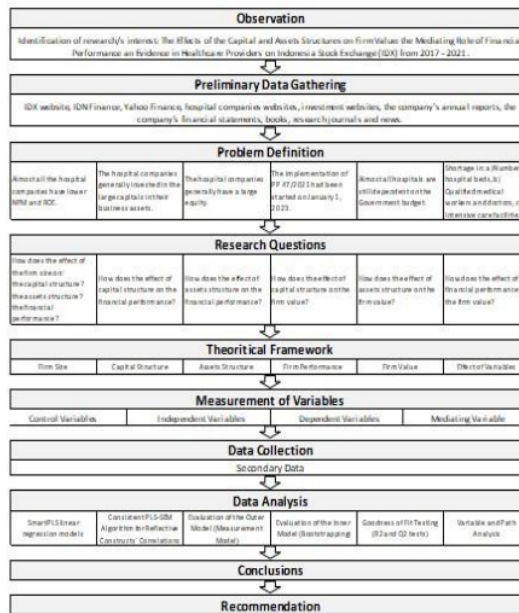 Observation
Identification of research/s interest: The Effects of the Capital and Assets Structures on Firm Value: the Mediating Role of Financia
Performance an Evidence in Healthcare Providers on Indonesia Stock Exchange (IDX) from 2017 - 2021 .
Preliminary Data Gathering
IDX website, IDN Finance, Yahoo Finance, hospital companies websites, investment websites, the company's annual reports, the
company's financial statements, books, research journals and news.
Problem Definition
Almost all the hospital
companies have lower
NPM and ROE.
The hospital companies
generally invested in the
large capitals in their
business assets.
The hospital companies
generally have a large
equity.
The implementation of
PP 47/2021 had been
started on January 1,
2023.
Almost all hospitals are
still dependent on the
Government budget.
Shortage in: a.)Number
hospital beds, b.)
Qualified medical
workers and doctors, c
intensive care facilitie
Research Questions
How does the effect of
the firm size on:
the capital structure?
the assets structure?
the financial
performance?
How does the effect of
capital structure on the
financial performance?
How does the effect of
assets structure on the
financial performance?
How does the effect of
capital structure on the
firm value?
How does the effect of
assets structure on the
firm value?
How does the effect of
financial performance
the firm value?
Theoritical Framework
Firm Size
Capital Structure
Assets Structure
Firm Performance
Firm Value
Effect of Variables
Measurement of Variables
Control Variables
Independent Variables
Dependent Variables
Mediating Variable
Data Collection
Secondary Data
Data Analysis
SmartPLS linear
regression models
Consistent PLS-SEM
Algorithm for Reflective
Constructs' Correlations
Evaluation of the Outer
Model (Measurement
Model)
Evaluation of the Inner
Model (Bootstrapping)
Goodness of Fit Testing
(R2 and Q2 tests)
Variable and Path
Analysis
Conclusions
Recommendation